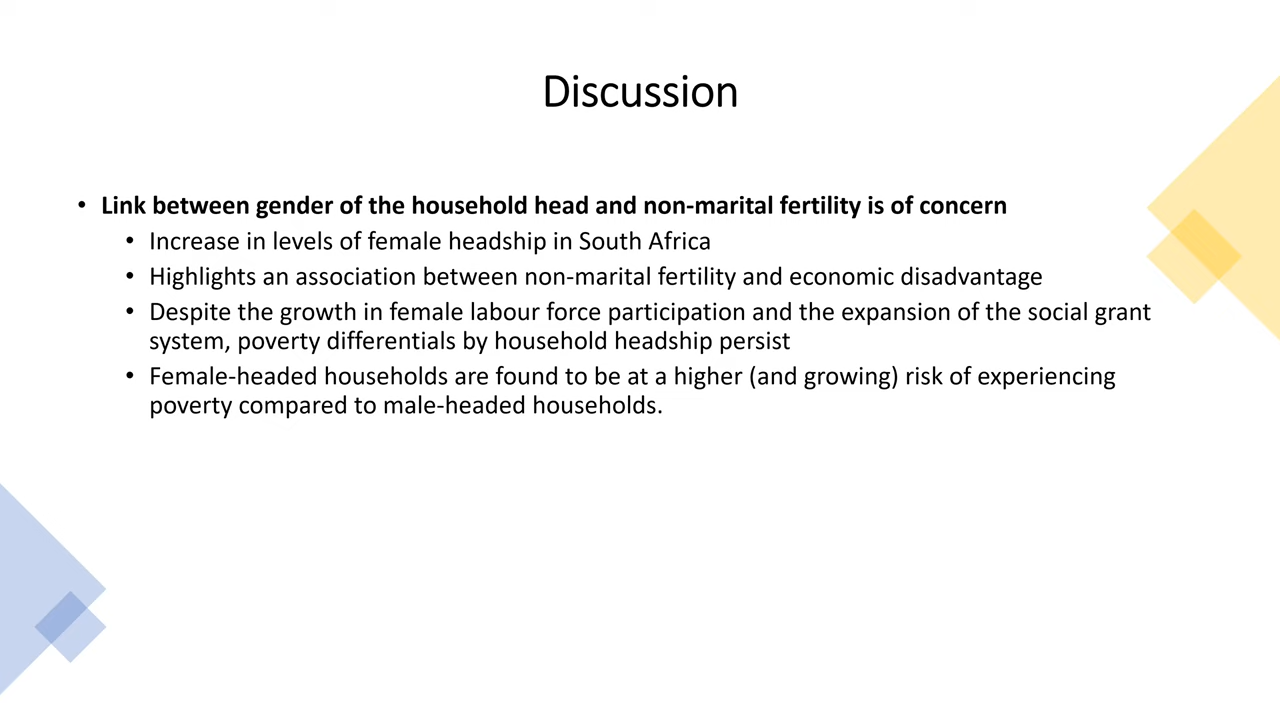 Discussion
• Link between gender of the household head and non-marital fertility is of concern
• Increase in levels of female headship in South Africa
• Highlights an association between non-marital fertility and economic disadvantage
• Despite the growth in female labour force participation and the expansion of the social grant
system, poverty differentials by household headship persist
• Female-headed households are found to be at a higher (and growing) risk of experiencing
poverty compared to male-headed households.